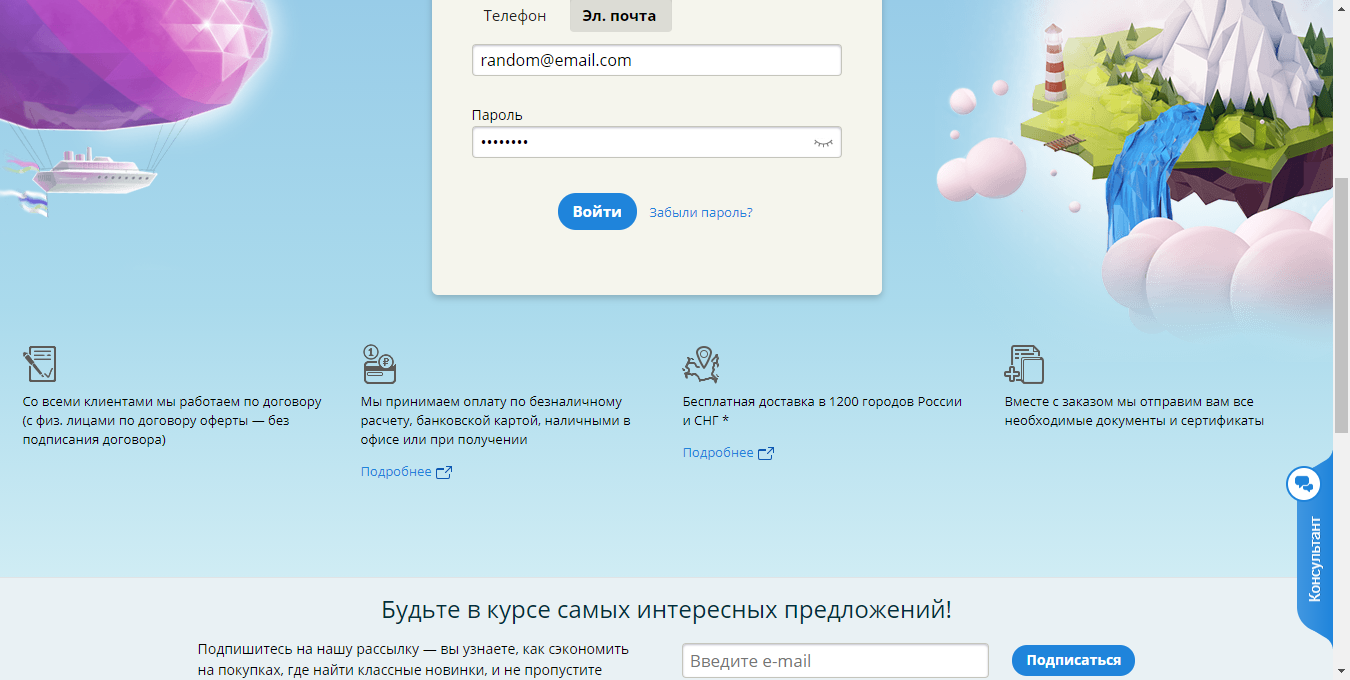 Телефон
Эл. почта
random@email.com
Пароль
••••••••
Войти
Забыли пароль?
Со всеми клиентами мы работаем по договору
(с физ. лицами по договору оферты — без
подписания договора)
Мы принимаем оплату по безналичному
расчету, банковской картой, наличными в
офисе или при получении
Подробнее
Бесплатная доставка в 1200 городов России
и СНГ *
Подробнее
Вместе с заказом мы отправим вам все
необходимые документы и сертификаты
Консультант
Будьте в курсе самых интересных предложений!
Подпишитесь на нашу рассылку — вы узнаете, как сэкономить
на покупках, где найти классные новинки, и не пропустите
Введите e-mail
Подписаться